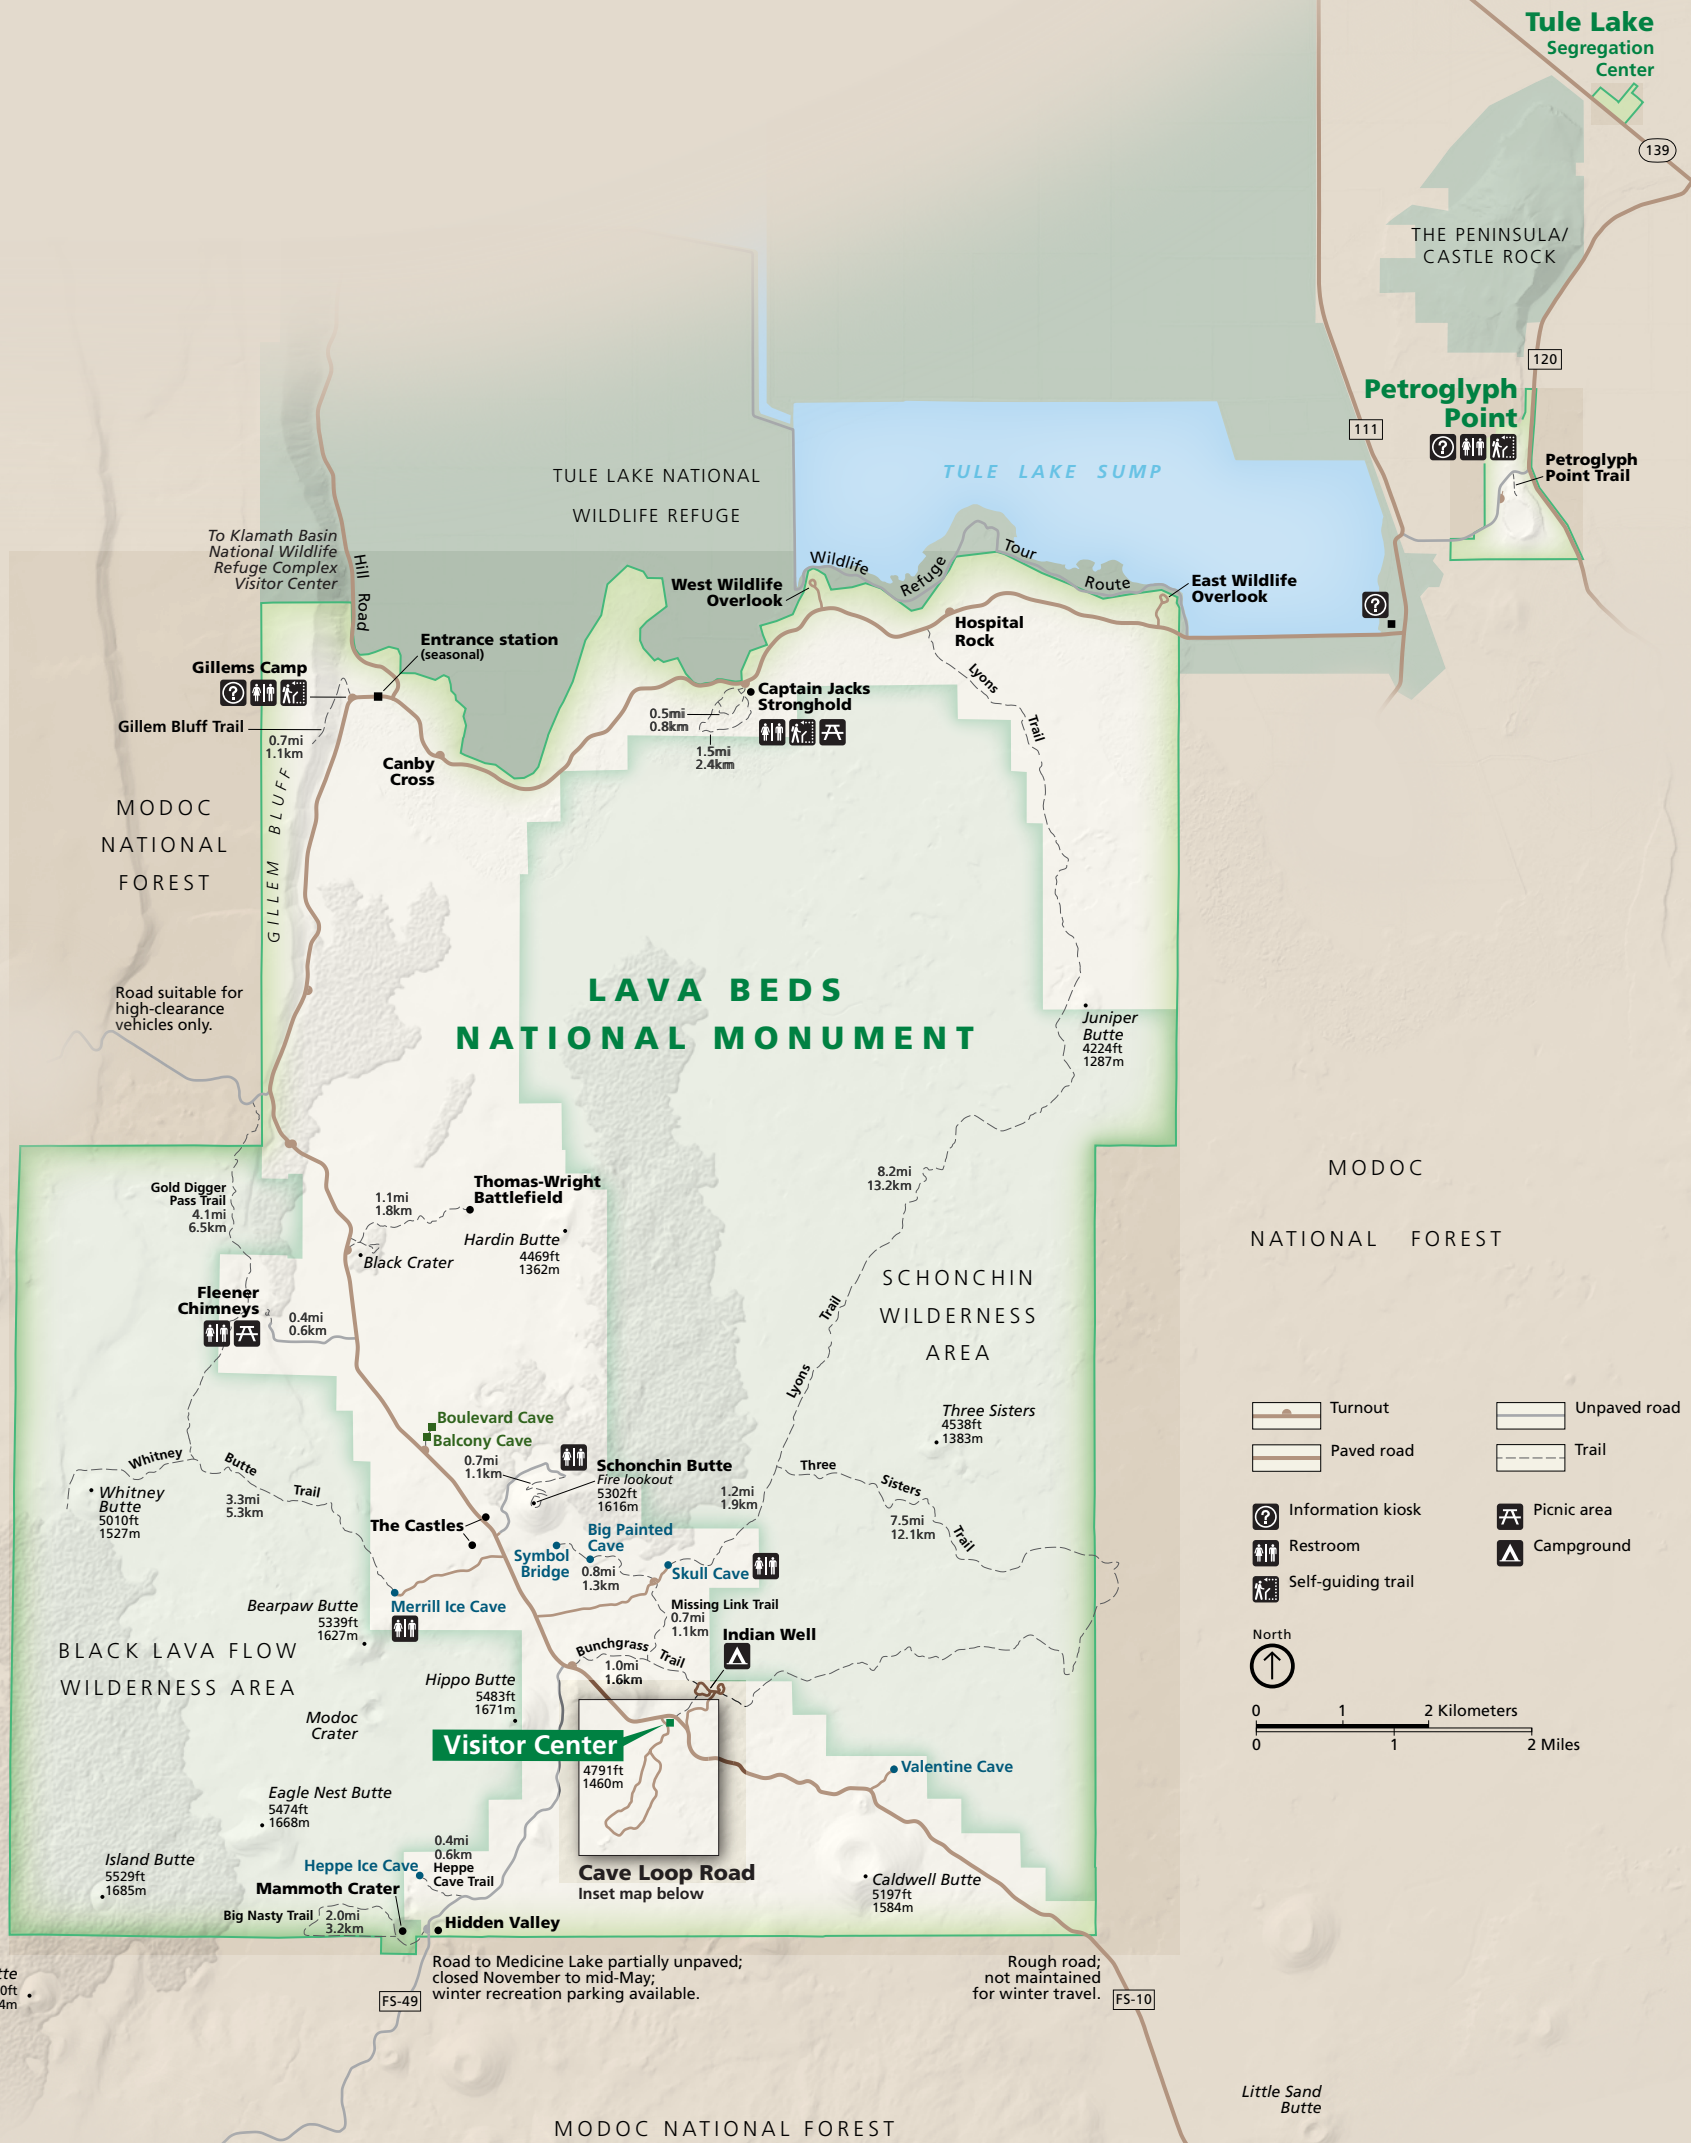 Tule Lake
Segregation
Center
139
THE PENINSULA/
CASTLE ROCK
120
Petroglyph
Point
111
Petroglyph
Point Trail
TULE LAKE SUMP
TULE LAKE NATIONAL
WILDLIFE REFUGE
To Klamath Basin
National Wildlife
Refuge Complex
Visitor Center
Hill Road
Wildlife Refuge Tour Route
West Wildlife
Overlook
East Wildlife
Overlook
Hospital
Rock
Entrance station
(seasonal)
Gillems Camp
Gillem Bluff Trail
0.7mi
1.1km
Captain Jacks
Stronghold
0.5mi
0.8km
1.5mi
2.4km
Lyons Trail
Canby
Cross
GILLEM BLUFF
MODOC
NATIONAL
FOREST
Road suitable for
high-clearance
vehicles only.
LAVA BEDS
NATIONAL MONUMENT
Juniper
Butte
4224ft
1287m
8.2mi
13.2km
MODOC
NATIONAL FOREST
Gold Digger
Pass Trail
4.1mi
6.5km
1.1mi
1.8km
Thomas-Wright
Battlefield
Hardin Butte
4469ft
1362m
Black Crater
Fleener
Chimneys
0.4mi
0.6km
SCHONCHIN
WILDERNESS
AREA
Lyons Trail
Three Sisters
4538ft
1383m
Boulevard Cave
Balcony Cave
0.7mi
1.1km
Schonchin Butte
Fire lookout
5302ft
1616m
1.2mi
1.9km
Three Sisters Trail
7.5mi
12.1km
Whitney Butte Trail
3.3mi
5.3km
Whitney
Butte
5010ft
1527m
The Castles
Big Painted
Cave
Symbol
Bridge
0.8mi
1.3km
Skull Cave
Merrill Ice Cave
Missing Link Trail
0.7mi
1.1km
Indian Well
Bunchgrass Trail
1.0mi
1.6km
Bearpaw Butte
5339ft
1627m
BLACK LAVA FLOW
WILDERNESS AREA
Hippo Butte
5483ft
1671m
Modoc
Crater
Visitor Center
4791ft
1460m
Valentine Cave
Eagle Nest Butte
5474ft
1668m
Island Butte
5529ft
1685m
0.4mi
0.6km
Heppe Ice Cave
Heppe
Cave Trail
Cave Loop Road
Inset map below
Caldwell Butte
5197ft
1584m
Mammoth Crater
Big Nasty Trail
2.0mi
3.2km
Hidden Valley
Road to Medicine Lake partially unpaved;
closed November to mid-May;
winter recreation parking available.
FS-49
Rough road;
not maintained
for winter travel.
FS-10
Little Sand
Butte
MODOC NATIONAL FOREST
Turnout
Unpaved road
Paved road
Trail
Information kiosk
Picnic area
Restroom
Campground
Self-guiding trail
North
0 1 2 Kilometers
0 1 2 Miles